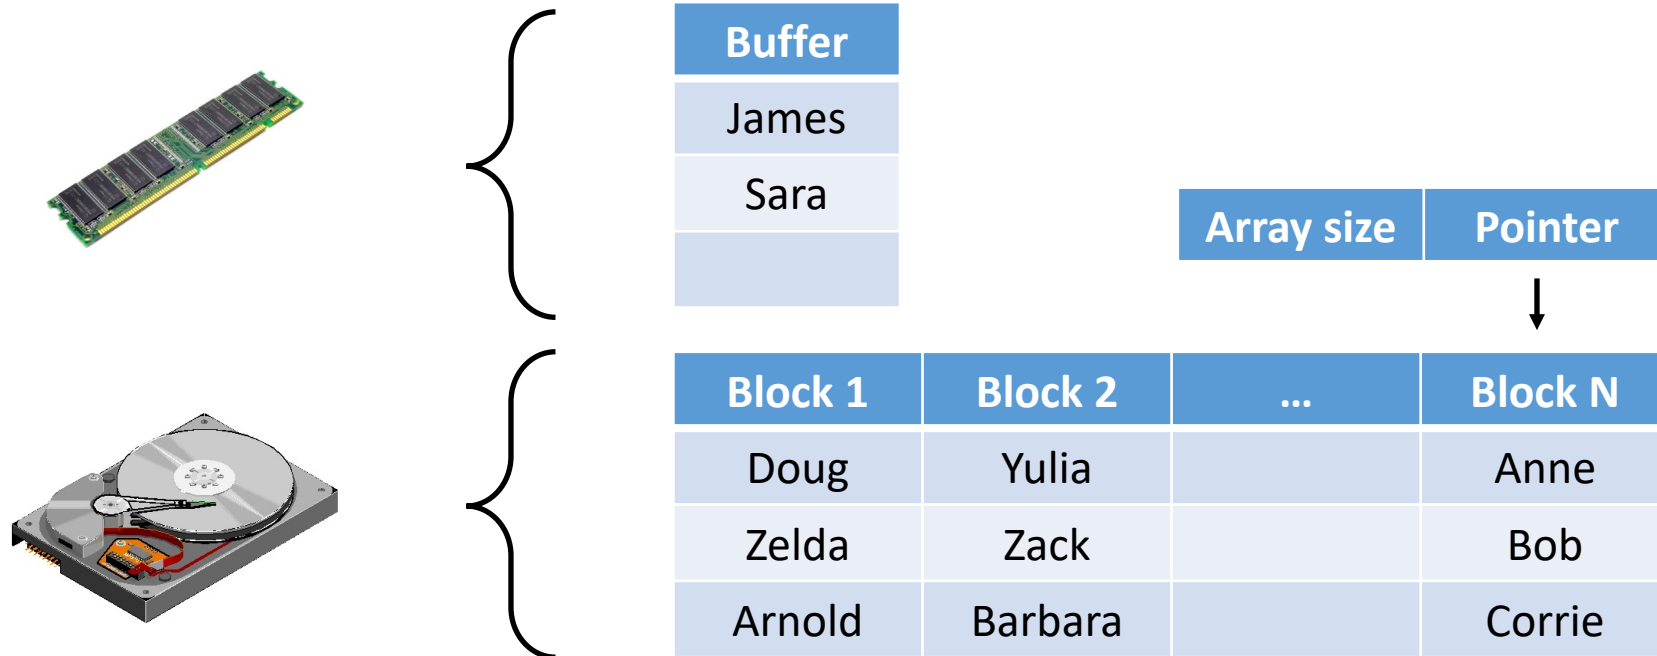 Buffer
James
Sara
Array size Pointer
Block 1 Block 2 ... Block N
Doug Yulia Anne
Zelda Zack Bob
Arnold Barbara Corrie